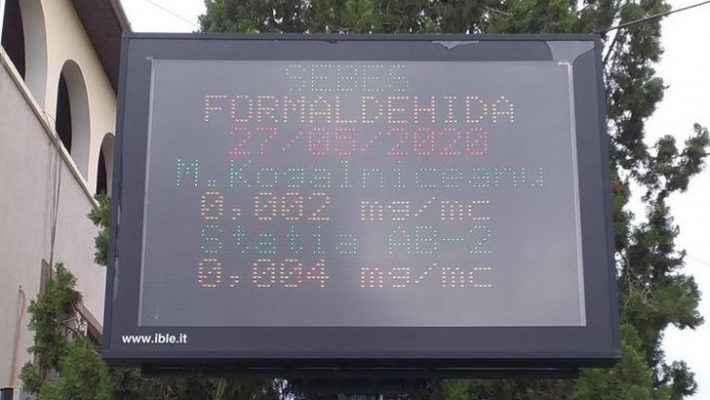 SEBES
FORMALDEHIDA
27/05/2020
M.Kogalniceanu
0,002 mg/mc
Statia AB-2
0,004 mg/mc
www.ible.it